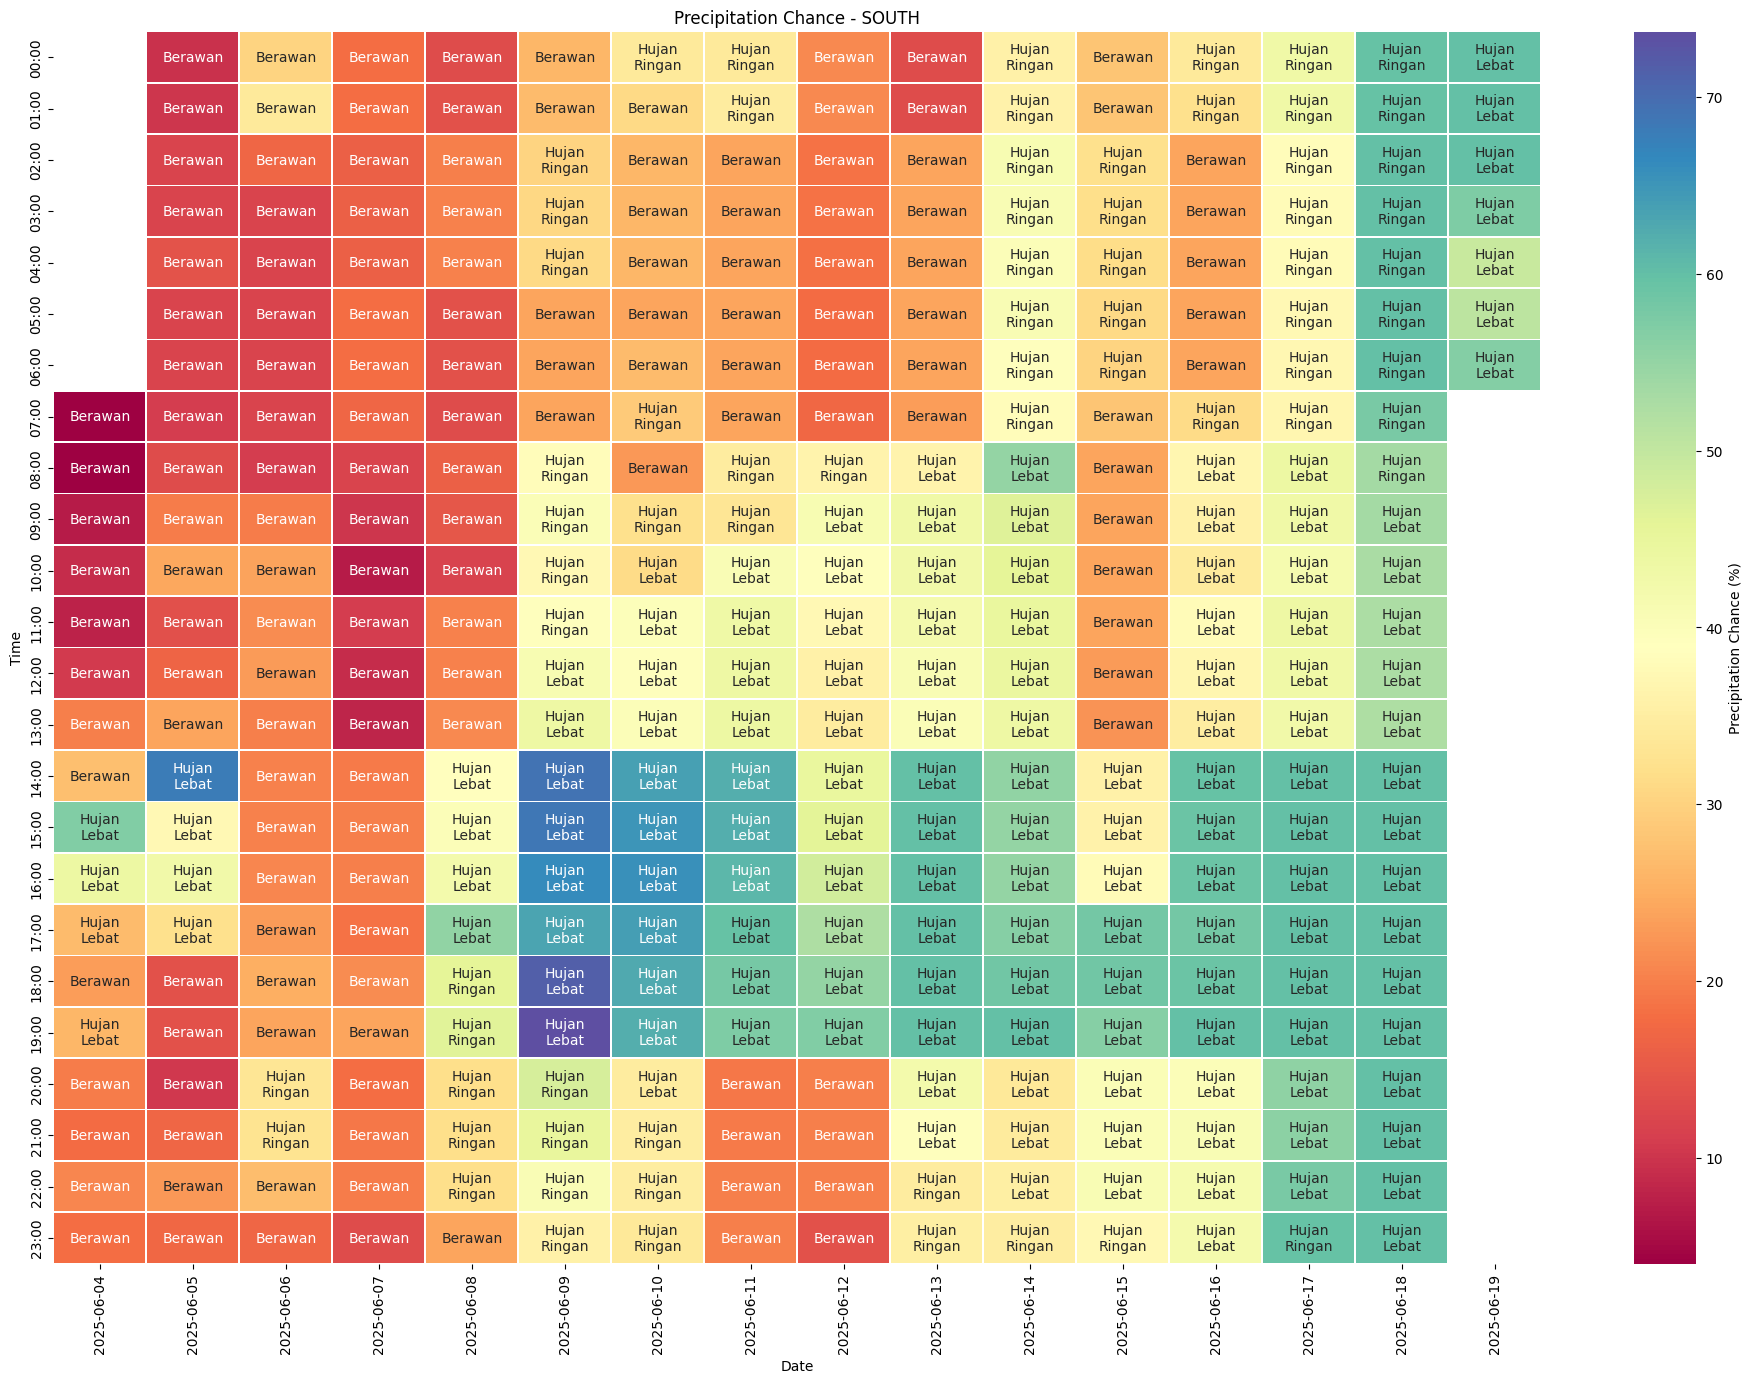 Precipitation Chance - SOUTH
00:00 Berawan Berawan Berawan Berawan Berawan Hujan Ringan Hujan Ringan Berawan Berawan Hujan Ringan Berawan Hujan Ringan Hujan Ringan Hujan Ringan Hujan Lebat
01:00 Berawan Berawan Berawan Berawan Berawan Berawan Hujan Ringan Berawan Berawan Hujan Ringan Berawan Hujan Ringan Hujan Ringan Hujan Ringan Hujan Lebat
02:00 Berawan Berawan Berawan Berawan Hujan Ringan Berawan Berawan Berawan Berawan Hujan Ringan Hujan Ringan Berawan Hujan Ringan Hujan Ringan Hujan Lebat
03:00 Berawan Berawan Berawan Berawan Hujan Ringan Berawan Berawan Berawan Berawan Hujan Ringan Hujan Ringan Berawan Hujan Ringan Hujan Ringan Hujan Lebat
04:00 Berawan Berawan Berawan Berawan Hujan Ringan Berawan Berawan Berawan Berawan Hujan Ringan Hujan Ringan Berawan Hujan Ringan Hujan Ringan Hujan Lebat
05:00 Berawan Berawan Berawan Berawan Berawan Berawan Berawan Berawan Berawan Hujan Ringan Hujan Ringan Berawan Hujan Ringan Hujan Ringan Hujan Lebat
06:00 Berawan Berawan Berawan Berawan Berawan Berawan Berawan Berawan Berawan Hujan Ringan Hujan Ringan Berawan Hujan Ringan Hujan Ringan Hujan Lebat
07:00 Berawan Berawan Berawan Berawan Berawan Berawan Hujan Ringan Berawan Berawan Berawan Hujan Ringan Berawan Hujan Ringan Hujan Ringan Hujan Ringan
08:00 Berawan Berawan Berawan Berawan Berawan Hujan Ringan Berawan Hujan Ringan Hujan Ringan Hujan Lebat Hujan Lebat Berawan Hujan Lebat Hujan Lebat Hujan Ringan
09:00 Berawan Berawan Berawan Berawan Berawan Hujan Ringan Hujan Ringan Hujan Ringan Hujan Lebat Hujan Lebat Hujan Lebat Berawan Hujan Lebat Hujan Lebat Hujan Lebat
10:00 Berawan Berawan Berawan Berawan Berawan Hujan Ringan Hujan Lebat Hujan Lebat Hujan Lebat Hujan Lebat Hujan Lebat Berawan Hujan Lebat Hujan Lebat Hujan Lebat
11:00 Berawan Berawan Berawan Berawan Berawan Hujan Ringan Hujan Lebat Hujan Lebat Hujan Lebat Hujan Lebat Hujan Lebat Berawan Hujan Lebat Hujan Lebat Hujan Lebat
12:00 Berawan Berawan Berawan Berawan Berawan Hujan Lebat Hujan Lebat Hujan Lebat Hujan Lebat Hujan Lebat Hujan Lebat Berawan Hujan Lebat Hujan Lebat Hujan Lebat
13:00 Berawan Berawan Berawan Berawan Berawan Hujan Lebat Hujan Lebat Hujan Lebat Hujan Lebat Hujan Lebat Hujan Lebat Berawan Hujan Lebat Hujan Lebat Hujan Lebat
14:00 Berawan Hujan Lebat Berawan Berawan Hujan Lebat Hujan Lebat Hujan Lebat Hujan Lebat Hujan Lebat Hujan Lebat Hujan Lebat Hujan Lebat Hujan Lebat Hujan Lebat Hujan Lebat
15:00 Hujan Lebat Hujan Lebat Berawan Berawan Hujan Lebat Hujan Lebat Hujan Lebat Hujan Lebat Hujan Lebat Hujan Lebat Hujan Lebat Hujan Lebat Hujan Lebat Hujan Lebat Hujan Lebat
16:00 Hujan Lebat Hujan Lebat Berawan Berawan Hujan Lebat Hujan Lebat Hujan Lebat Hujan Lebat Hujan Lebat Hujan Lebat Hujan Lebat Hujan Lebat Hujan Lebat Hujan Lebat Hujan Lebat
17:00 Hujan Lebat Hujan Lebat Berawan Berawan Hujan Lebat Hujan Lebat Hujan Lebat Hujan Lebat Hujan Lebat Hujan Lebat Hujan Lebat Hujan Lebat Hujan Lebat Hujan Lebat Hujan Lebat
18:00 Berawan Berawan Berawan Berawan Hujan Ringan Hujan Lebat Hujan Lebat Hujan Lebat Hujan Lebat Hujan Lebat Hujan Lebat Hujan Lebat Hujan Lebat Hujan Lebat Hujan Lebat
19:00 Hujan Lebat Berawan Berawan Berawan Hujan Ringan Hujan Lebat Hujan Lebat Hujan Lebat Hujan Lebat Hujan Lebat Hujan Lebat Hujan Lebat Hujan Lebat Hujan Lebat Hujan Lebat
20:00 Berawan Berawan Hujan Ringan Berawan Hujan Ringan Hujan Ringan Hujan Lebat Berawan Berawan Hujan Lebat Hujan Lebat Hujan Lebat Hujan Lebat Hujan Lebat Hujan Lebat
21:00 Berawan Berawan Hujan Ringan Berawan Hujan Ringan Hujan Ringan Hujan Ringan Berawan Berawan Hujan Lebat Hujan Lebat Hujan Lebat Hujan Lebat Hujan Lebat Hujan Lebat
22:00 Berawan Berawan Berawan Berawan Hujan Ringan Hujan Ringan Hujan Ringan Berawan Berawan Hujan Ringan Hujan Lebat Hujan Lebat Hujan Lebat Hujan Lebat Hujan Lebat
23:00 Berawan Berawan Berawan Berawan Berawan Hujan Ringan Hujan Ringan Berawan Berawan Hujan Ringan Hujan Ringan Hujan Ringan Hujan Lebat Hujan Ringan Hujan Lebat
Time
2025-06-04
2025-06-05
2025-06-06
2025-06-07
2025-06-08
2025-06-09
2025-06-10
2025-06-11
2025-06-12
2025-06-13
2025-06-14
2025-06-15
2025-06-16
2025-06-17
2025-06-18
2025-06-19
Date
70
60
50
40
30
20
10
Precipitation Chance (%)